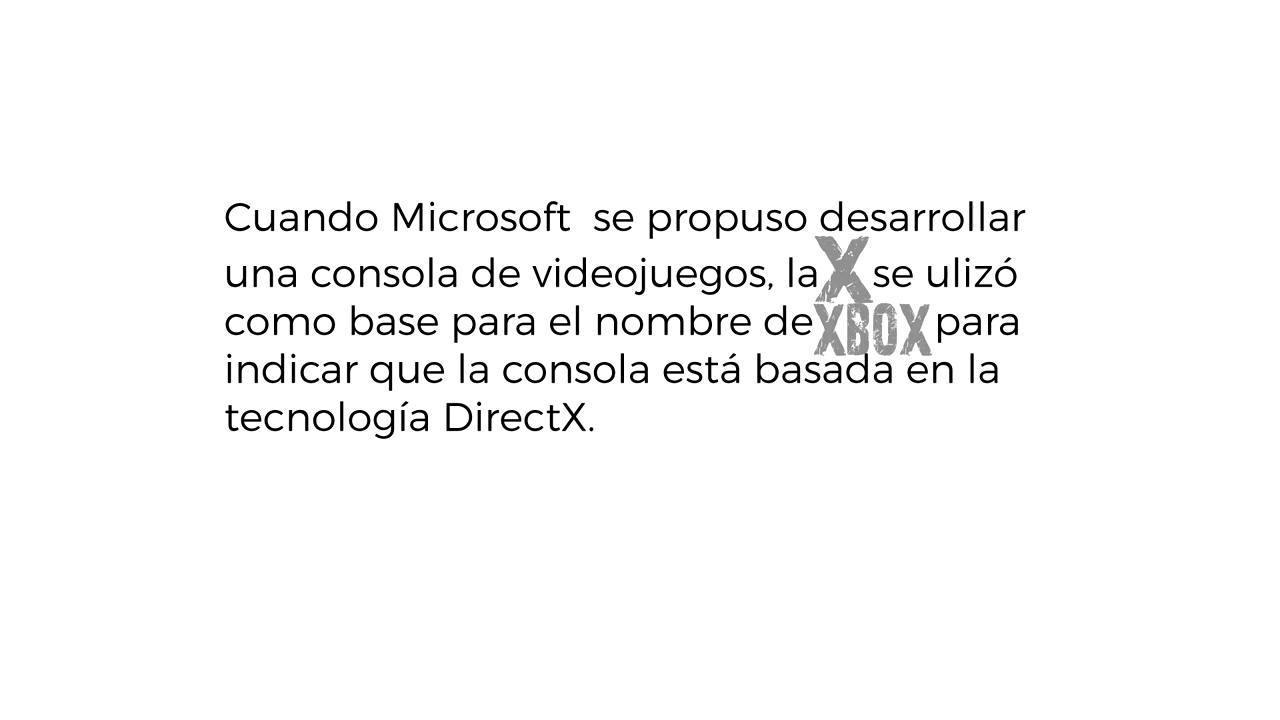 Cuando Microsoft  se propuso desarrollar
una consola de videojuegos, la X se ulizó
como base para el nombre de XBOX para
indicar que la consola está basada en la
tecnología DirectX.